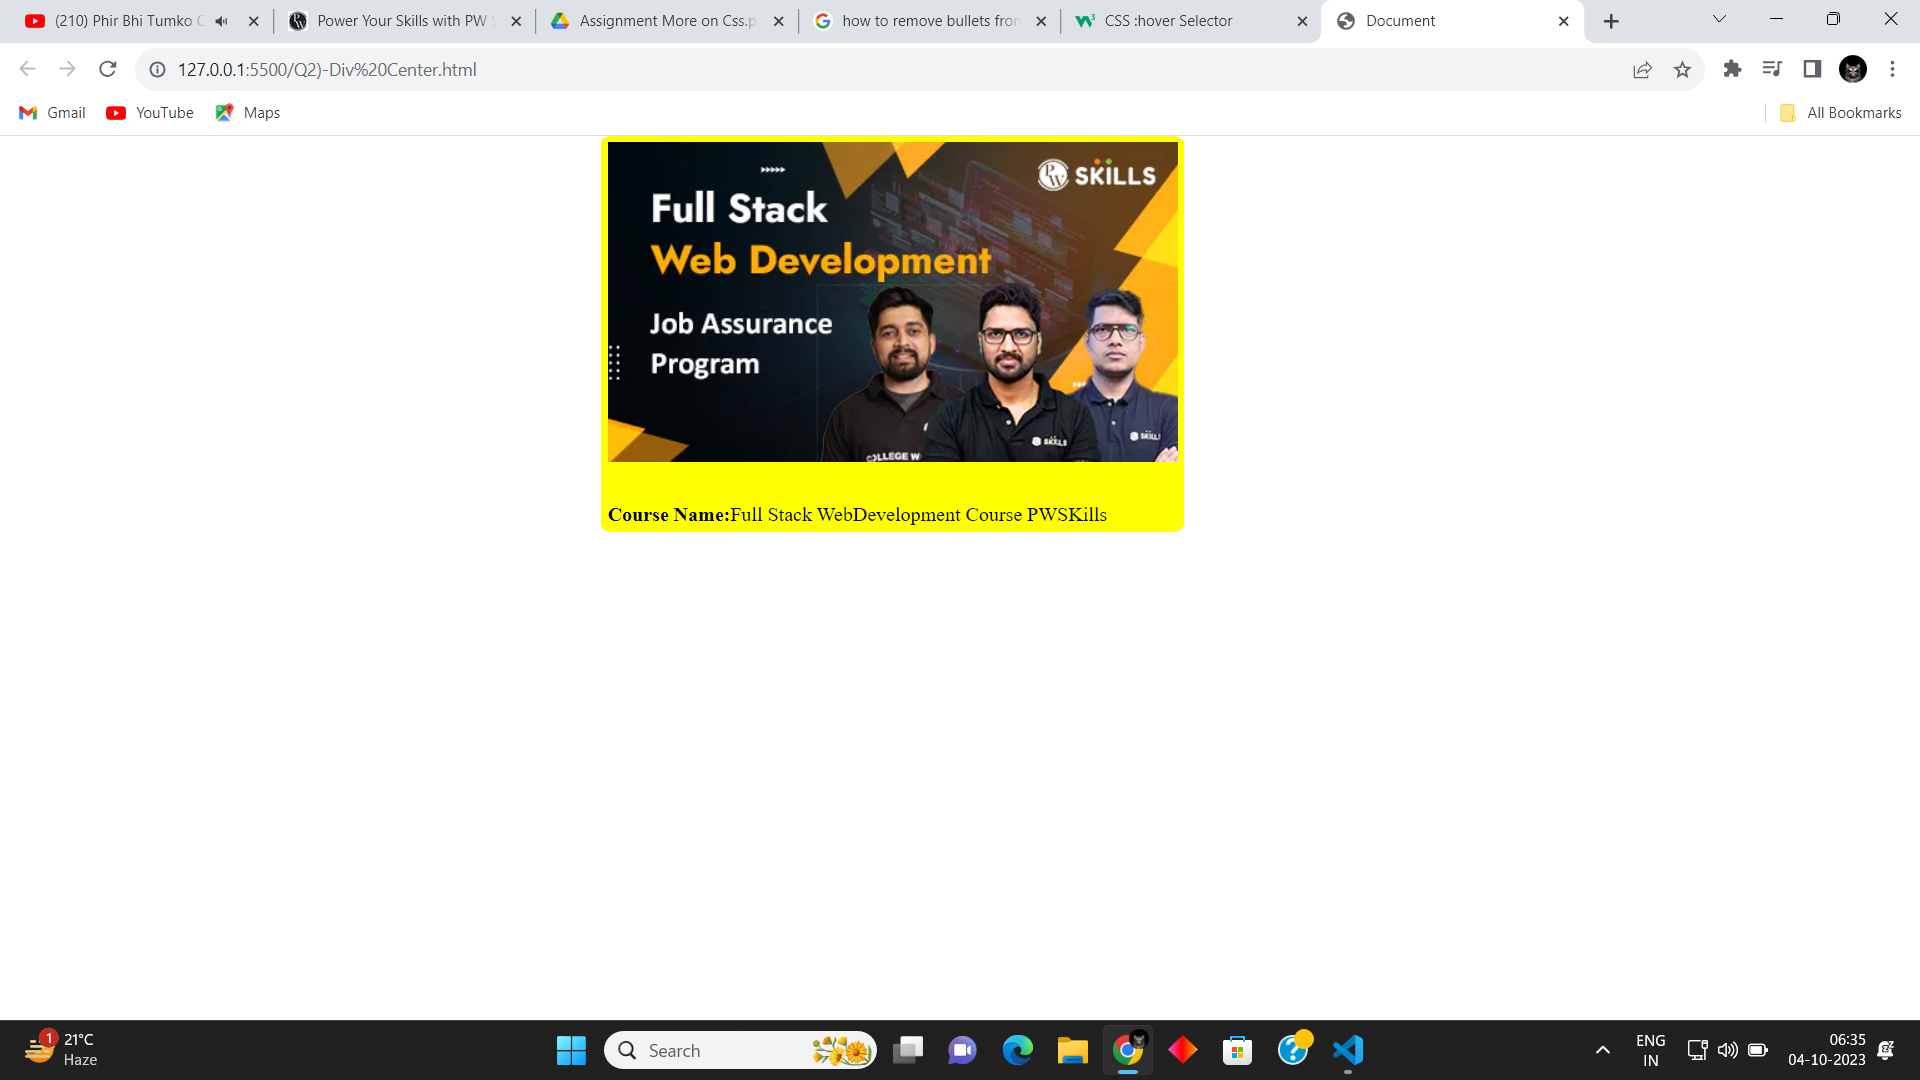 (210) Phir Bhi Tumko
Power Your Skills with PW
Assignment More on Css.p
how to remove bullets from
CSS :hover Selector
Document
127.0.0.1:5500/Q2)-Div%20Center.html
Gmail
YouTube
Maps
All Bookmarks
PW SKILLS
Full Stack
Web Development
Job Assurance
Program
SKILLS
SKILLS
COLLEGE W
Course Name:Full Stack WebDevelopment Course PWSKills
1
21°C
Haze
Search
ENG
IN
06:35
04-10-2023